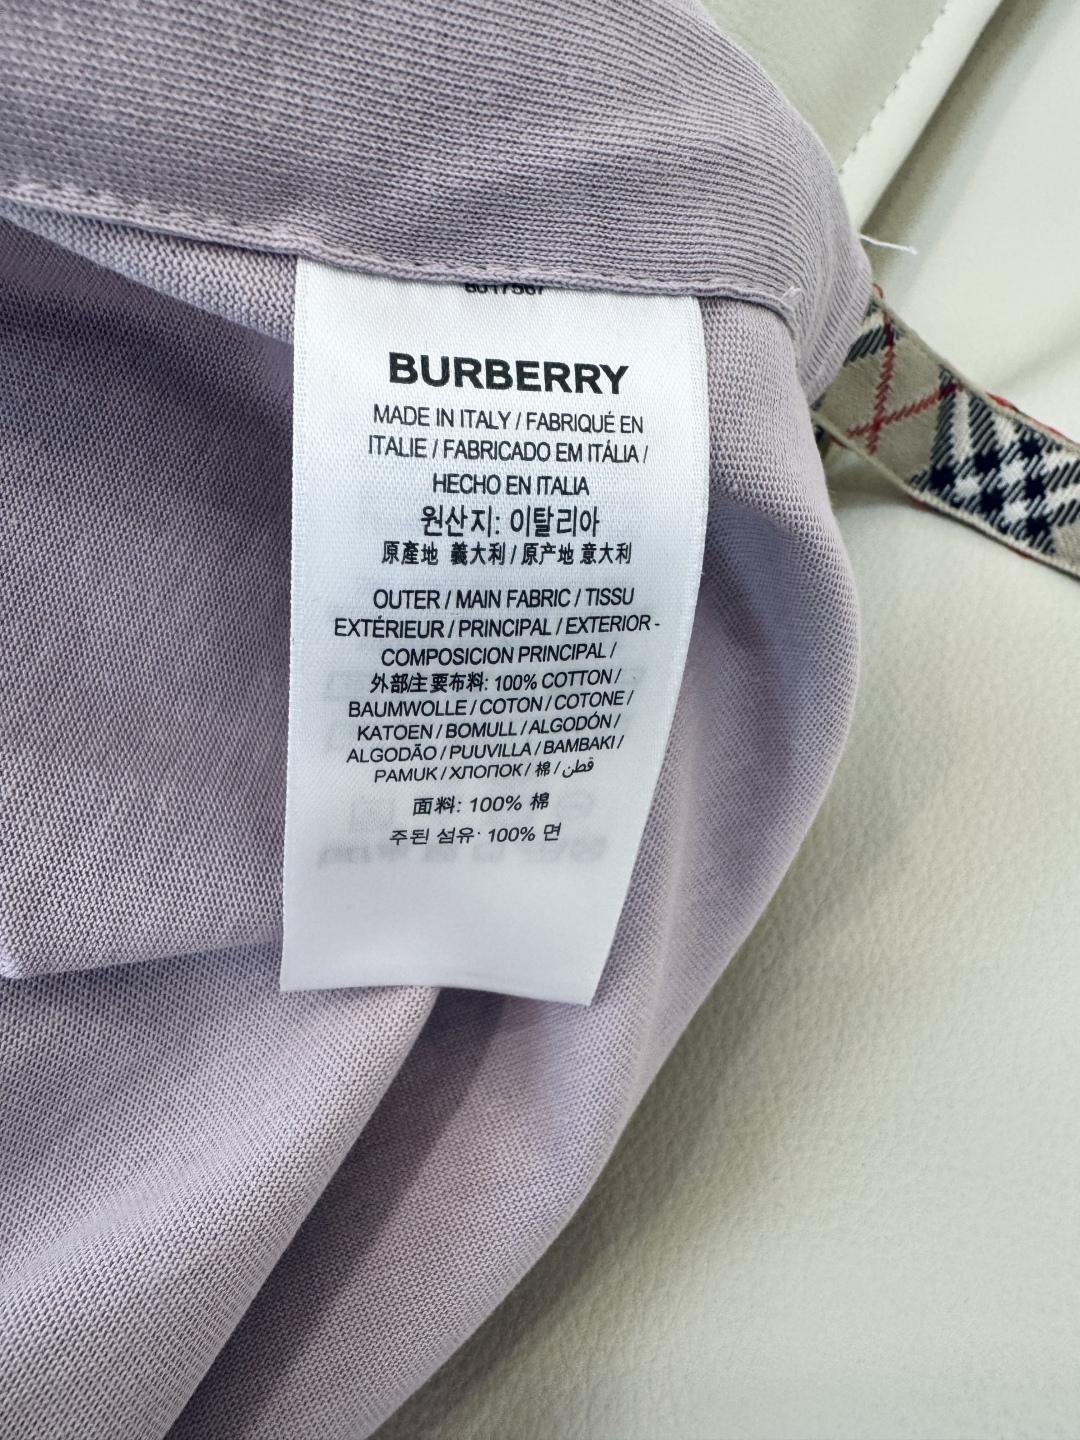 BURBERRY
MADE IN ITALY / FABRIQUÉ EN
ITALIE / FABRICADO EM ITÁLIA /
HECHO EN ITALIA
원산지: 이탈리아
原產地 義大利 / 原产地 意大利
OUTER / MAIN FABRIC / TISSU
EXTÉRIEUR / PRINCIPAL / EXTERIOR -
COMPOSICION PRINCIPAL /
外部/主要布料: 100% COTTON /
BAUMWOLLE / COTON / COTONE /
KATOEN / BOMULL / ALGODÓN /
ALGODÃO / PUUVILLA / BAMBAKI /
PAMUK / ХЛОПОК / 棉 / قطن
面料: 100% 棉
주된 섬유: 100% 면